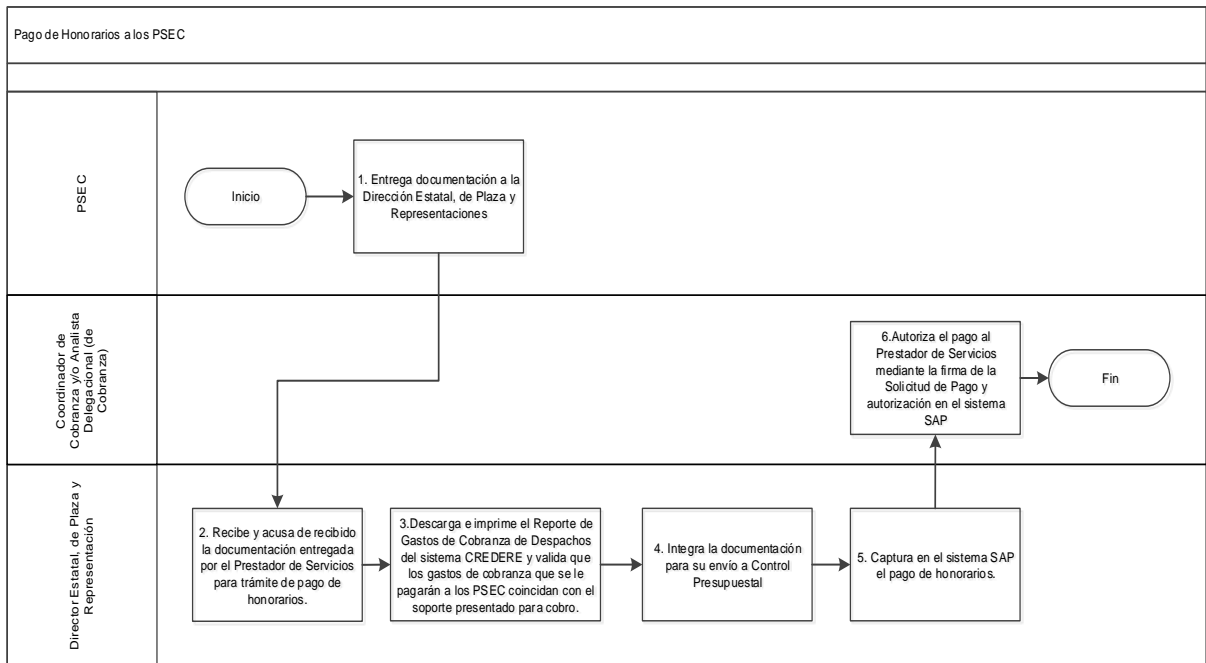 Pago de Honorarios a los PSEC
PSEC
Inicio
1. Entrega documentación a la
Dirección Estatal, de Plaza y
Representaciones
Coordinador de
Cobranza y/o Analista
Delegacional (de
Cobranza)
6.Autoriza el pago al
Prestador de Servicios
mediante la firma de la
Solicitud de Pago y
autorización en el sistema
SAP
Fin
Director Estatal, de Plaza y
Representación
2. Recibe y acusa de recibido
la documentación entregada
por el Prestador de Servicios
para trámite de pago de
honorarios.
3.Descarga e imprime el Reporte de
Gastos de Cobranza de Despachos
del sistema CREDERE y valida que
los gastos de cobranza que se le
pagarán a los PSEC coincidan con el
soporte presentado para cobro.
4. Integra la documentación
para su envío a Control
Presupuestal
5. Captura en el sistema SAP
el pago de honorarios.